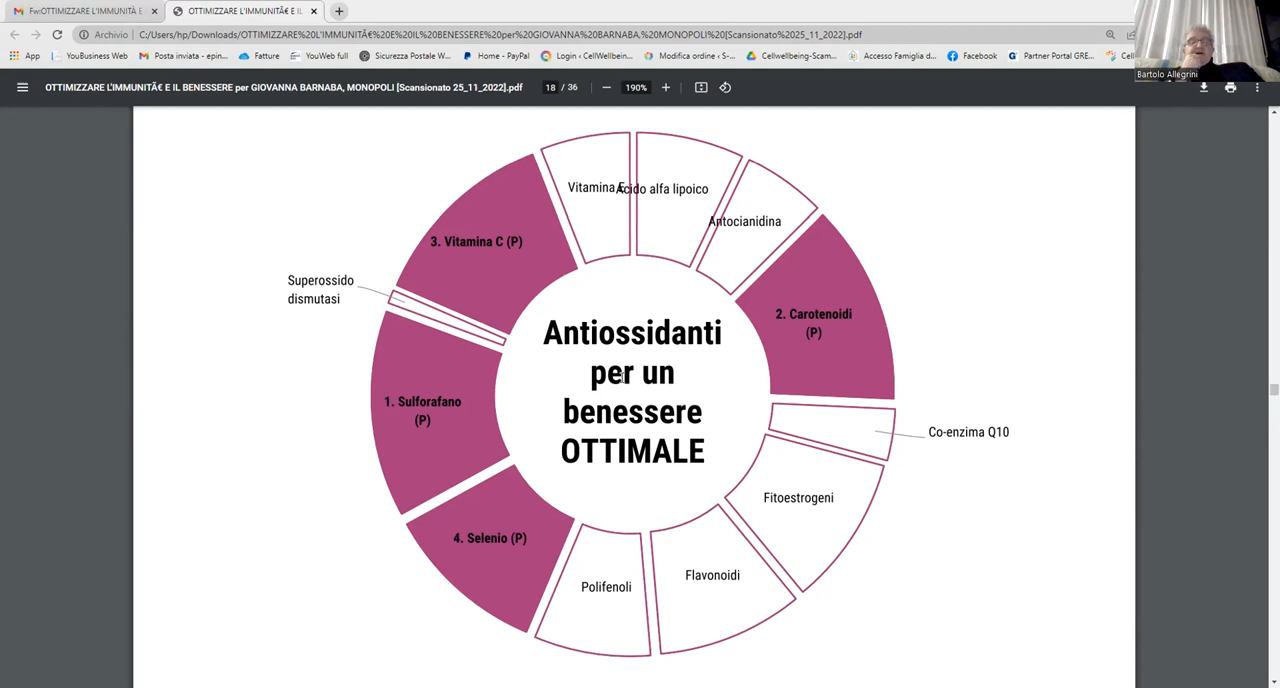 Fw:OTTIMIZZARE L'IMMUNITÀ E
OTTIMIZZARE L'IMMUNITÃ€ E IL
Archivio
C:/Users/hp/Downloads/OTTIMIZZARE%20L'IMMUNITÃ€%20E%20IL%20BENESSERE%20per%20GIOVANNA%20BARNABA,%20MONOPOLI%20[Scansionato%2025_11_2022].pdf
App
YouBusiness Web
Posta inviata - epin...
Fatture
YouWeb full
Sicurezza Postale W...
Home - PayPal
Login ‹ CellWellbein...
Modifica ordine ‹ S-...
Cellwellbeing-Scam...
Accesso Famiglia d...
Facebook
Partner Portal GRE...
Bartolo Allegrini
OTTIMIZZARE L'IMMUNITÃ€ E IL BENESSERE per GIOVANNA BARNABA, MONOPOLI [Scansionato 25_11_2022].pdf
18 / 36
190%
Vitamina E
Acido alfa lipoico
Antocianidina
3. Vitamina C (P)
Superossido
dismutasi
2. Carotenoidi
(P)
Antiossidanti
per un
benessere
OTTIMALE
1. Sulforafano
(P)
Co-enzima Q10
Fitoestrogeni
4. Selenio (P)
Flavonoidi
Polifenoli